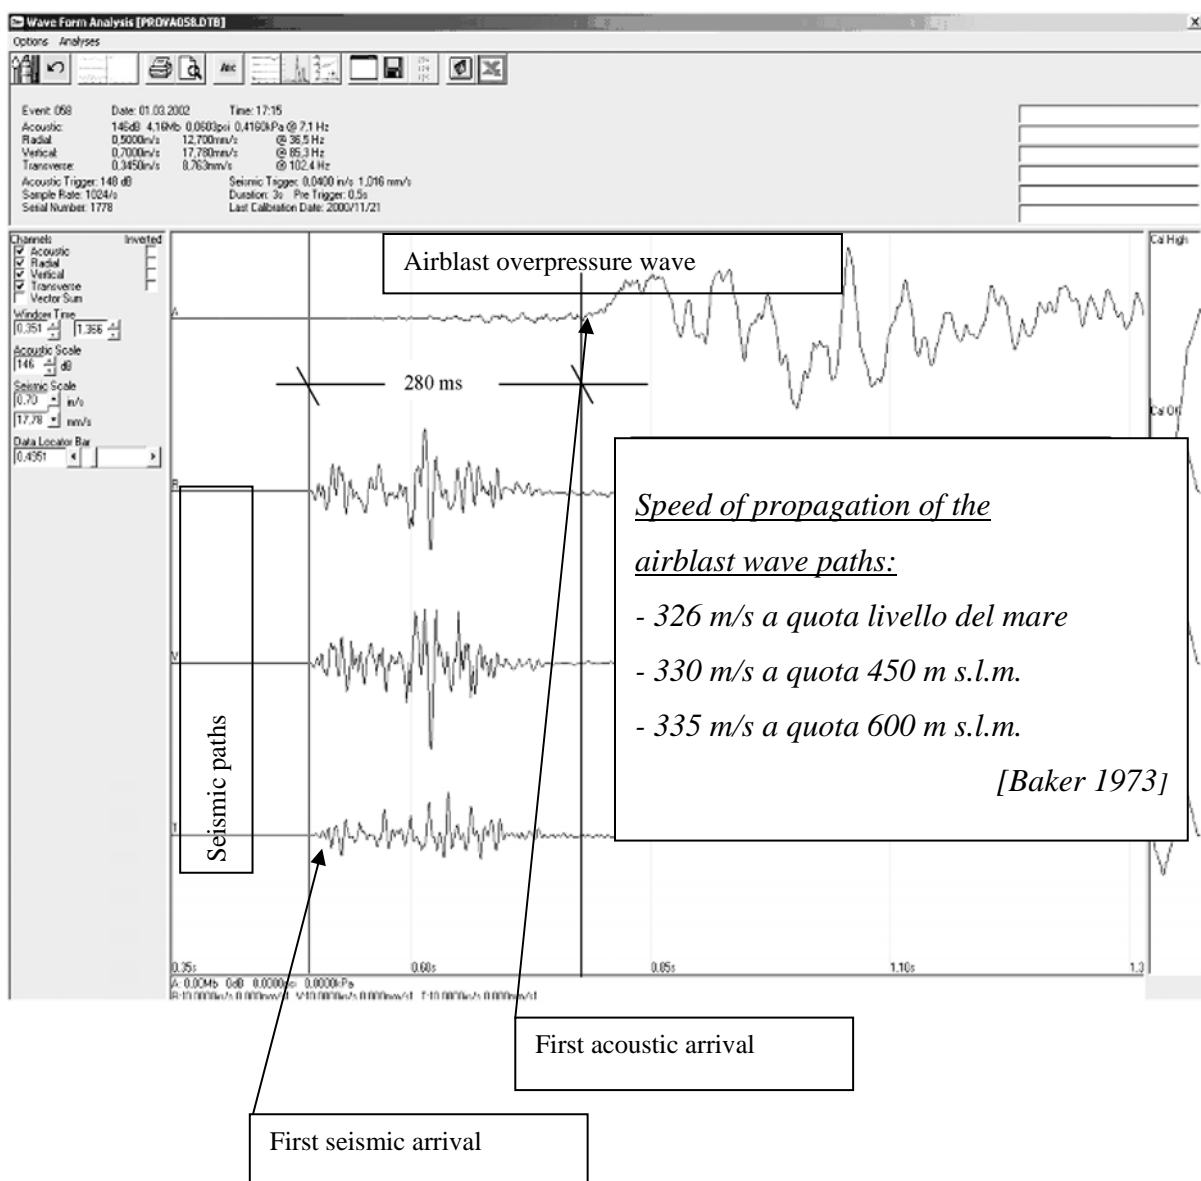 Wave Form Analysis [PROVA058.DTB]
Options Analyses
Event: 058 Date: 01.03.2002 Time: 17:15
Acoustic: 146dB 4,16Mb 0,0603psi 0,4160kPa @ 7,1 Hz
Radial: 0,5000in/s 12,700mm/s @ 36,5 Hz
Vertical: 0,7000in/s 17,780mm/s @ 85,3 Hz
Transverse: 0,3450in/s 8,763mm/s @ 102,4 Hz
Acoustic Trigger: 148 dB Seismic Trigger: 0,0400 in/s 1,016 mm/s
Sample Rate: 1024/s Duration: 3s Pre Trigger: 0,5s
Serial Number: 1778 Last Calibration Date: 2000/11/21
Channels Inverted
Acoustic
Radial
Vertical
Transverse
Vector Sum
Window Time
0,351 1,366
Acoustic Scale
146 dB
Seismic Scale
0,70 in/s
17,78 mm/s
Data Locator Bar
0,4351
Cal High
Airblast overpressure wave
A
280 ms
R
V
T
Seismic paths
Speed of propagation of the
airblast wave paths:
- 326 m/s a quota livello del mare
- 330 m/s a quota 450 m s.l.m.
- 335 m/s a quota 600 m s.l.m.
[Baker 1973]
0.35s 0.60s 0.85s 1.10s 1.3
A: 0.00Mb 0dB 0.0000psi 0.0000kPa
First acoustic arrival
First seismic arrival